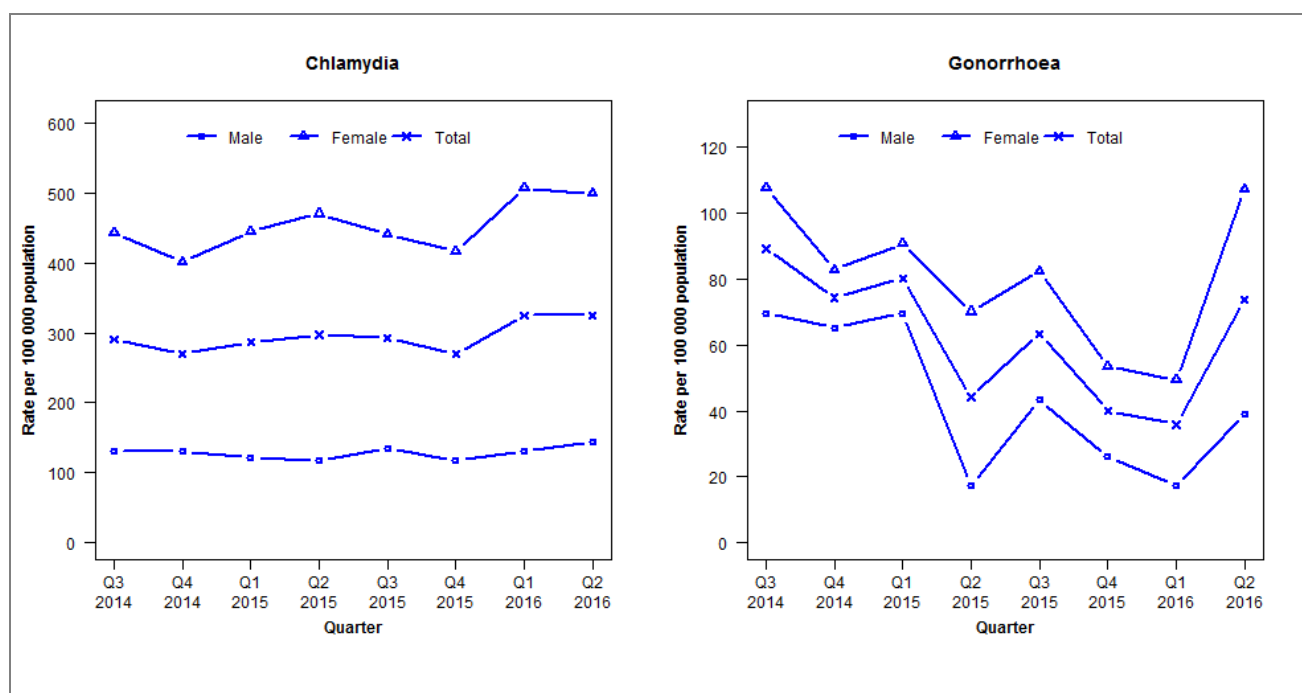 Chlamydia
Male Female Total
Rate per 100 000 population
600
500
400
300
200
100
0
Q3 Q4 Q1 Q2 Q3 Q4 Q1 Q2
2014 2014 2015 2015 2015 2015 2016 2016
Quarter
Gonorrhoea
Male Female Total
Rate per 100 000 population
120
100
80
60
40
20
0
Q3 Q4 Q1 Q2 Q3 Q4 Q1 Q2
2014 2014 2015 2015 2015 2015 2016 2016
Quarter